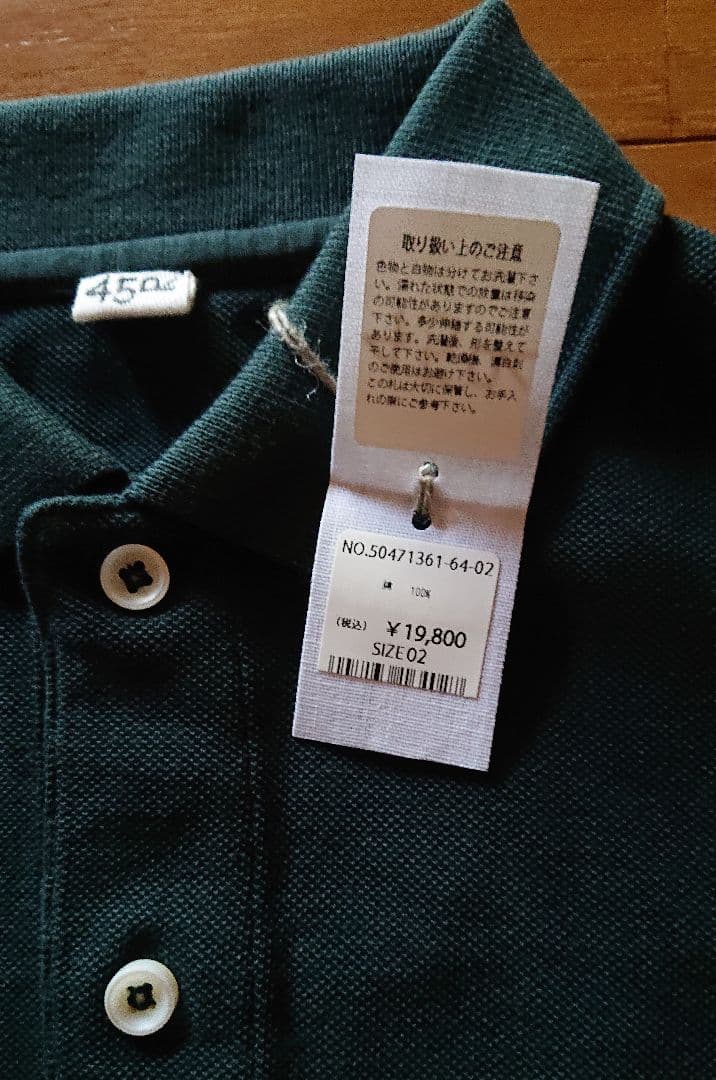 45rpm
取り扱い上のご注意
色物と白物は分けてお洗濯下さ
い。濡れた状態での放置は移染
の可能性がありますのでご注意
下さい。多少伸縮する可能性が
あります。洗濯後、形を整えて
干して下さい。乾燥機、漂白剤
のご使用はお避け下さい。
この札は大切に保管し、お手入
れの際にご参考下さい。
NO.50471361-64-02
綿 100%
(税込) ¥19,800
SIZE 02